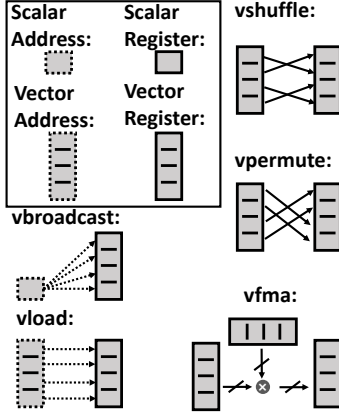 Scalar Scalar
Address: Register:
Vector Vector
Address: Register:
vbroadcast:
vload:
vshuffle:
vpermute:
vfma: